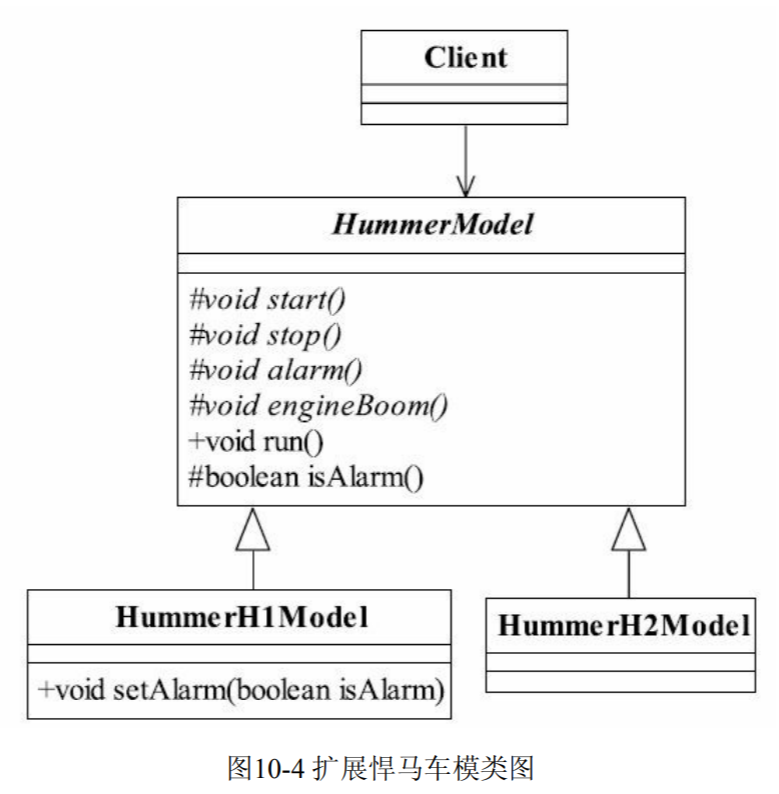 Client
HummerModel
#void start()
#void stop()
#void alarm()
#void engineBoom()
+void run()
#boolean isAlarm()
HummerH1Model
+void setAlarm(boolean isAlarm)
HummerH2Model
图10-4 扩展悍马车模类图